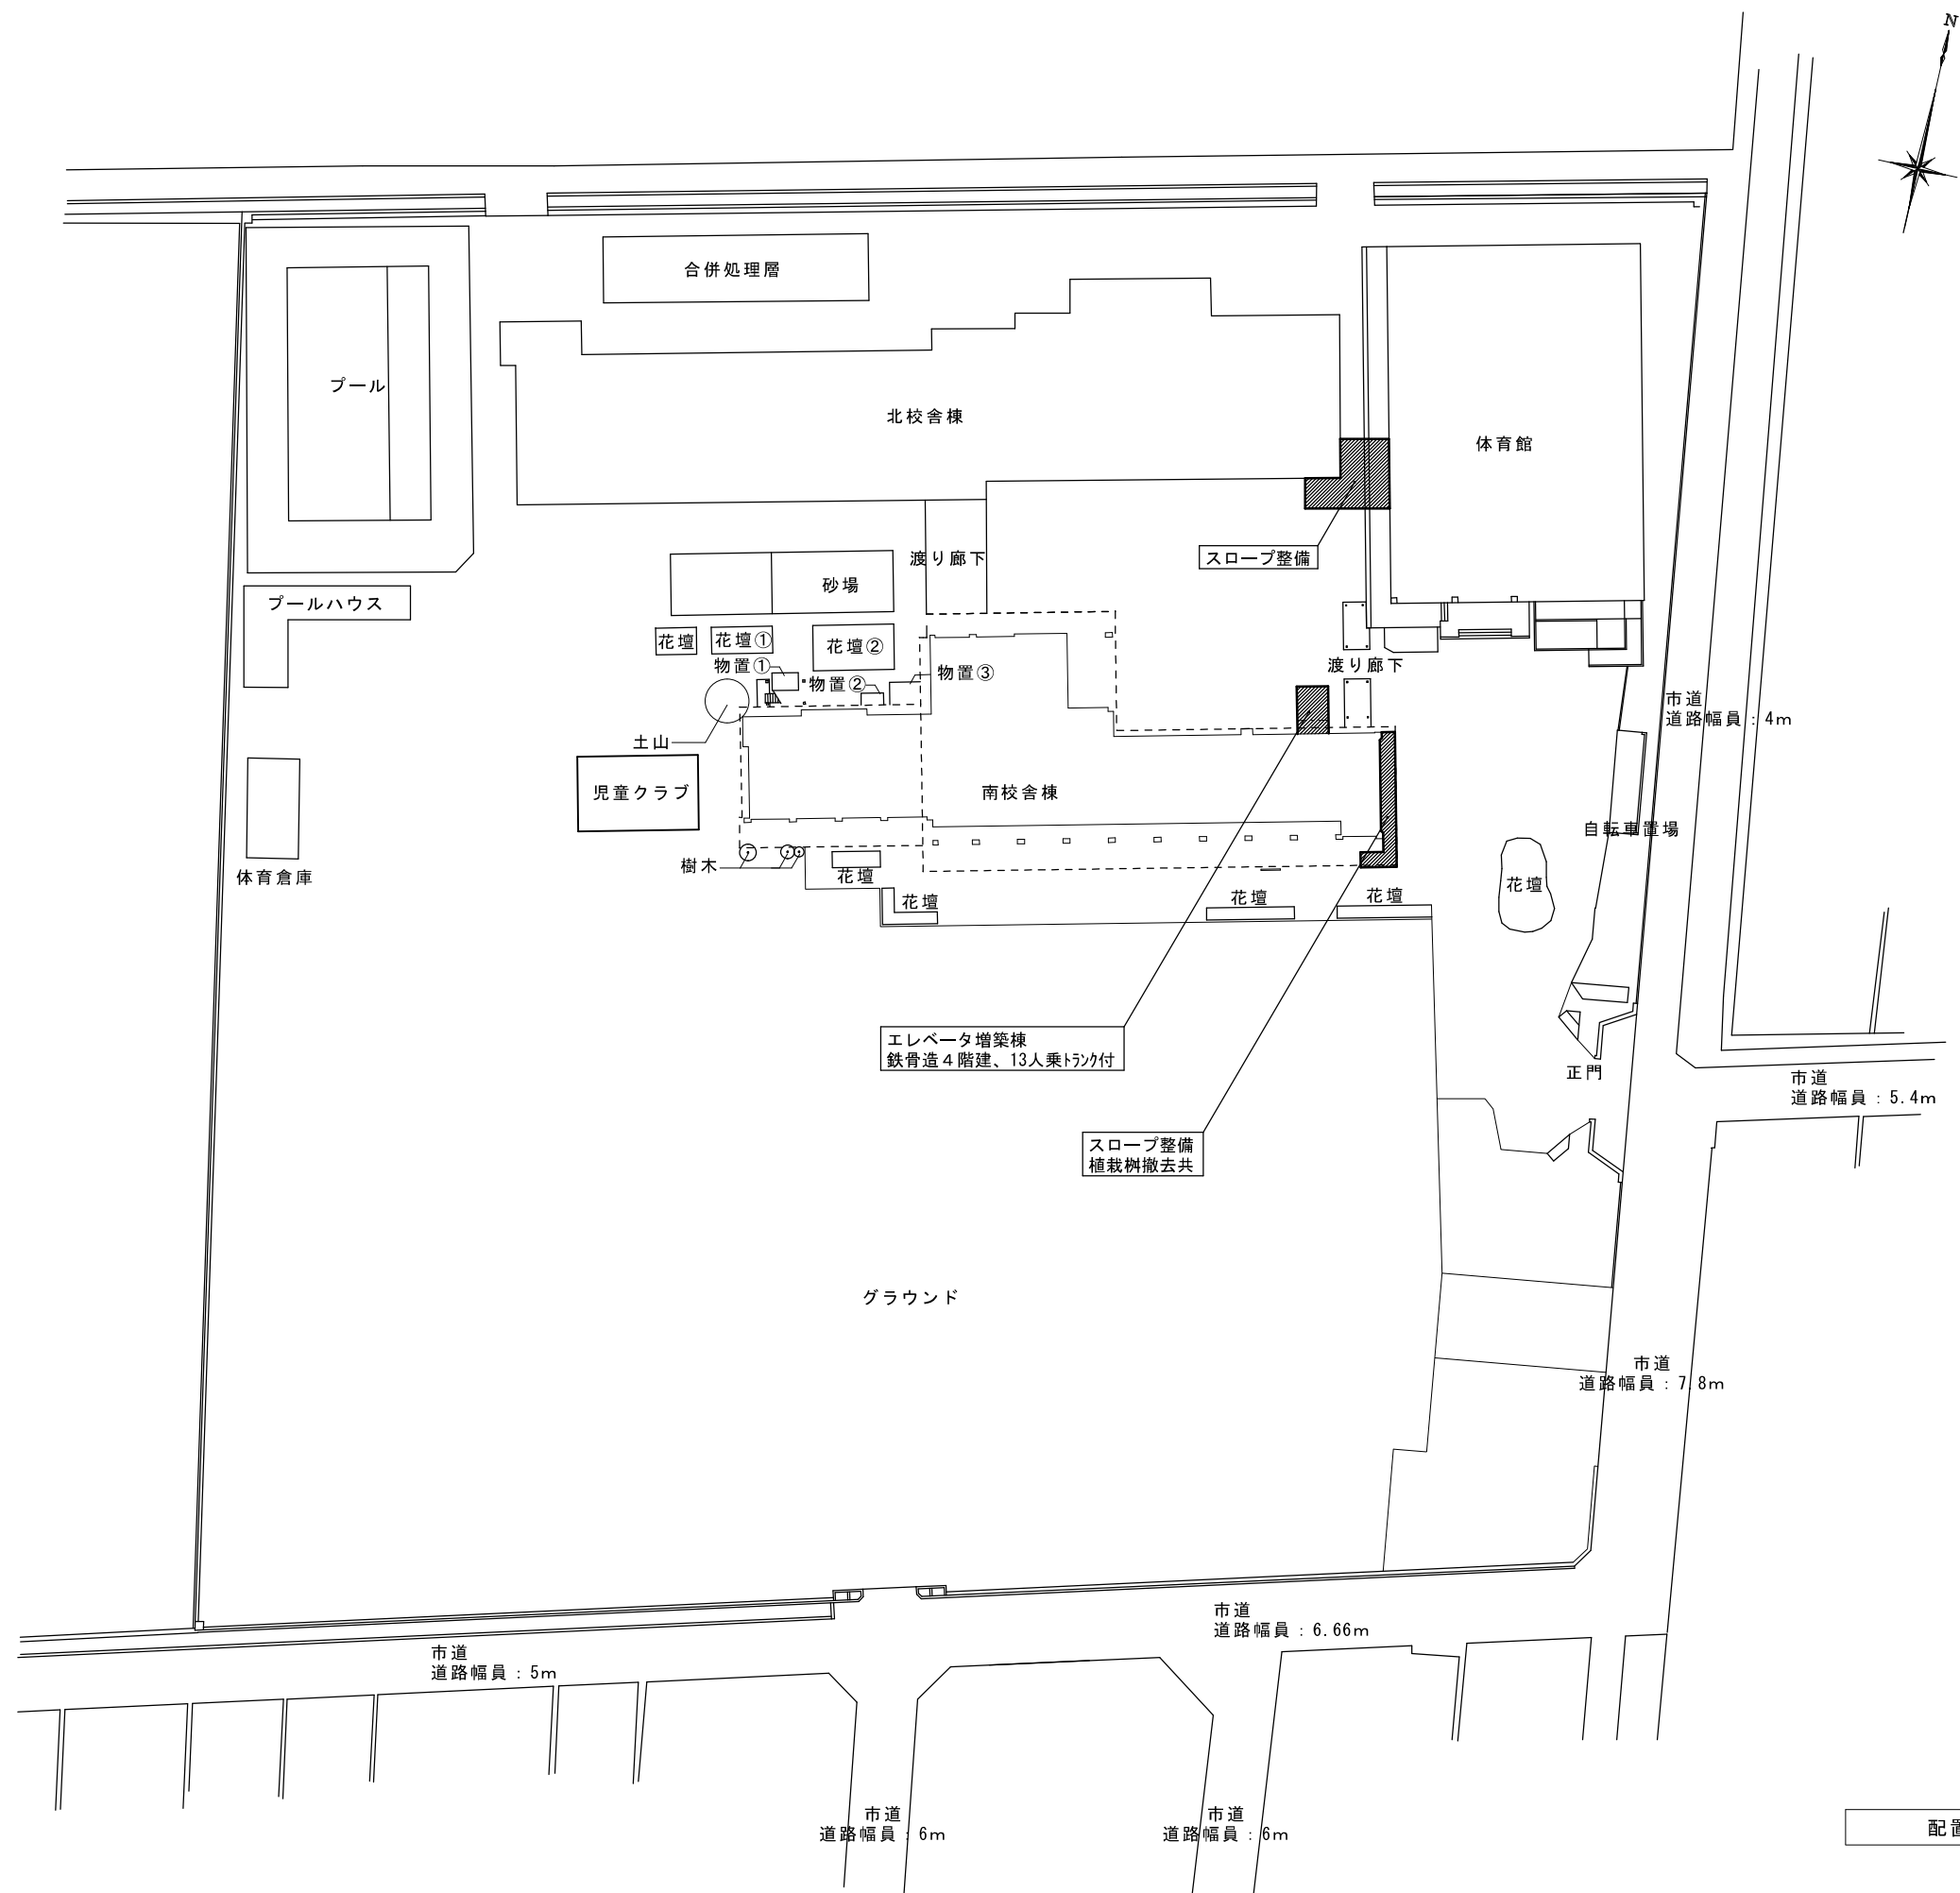 N
合併処理層
プール
北校舎棟
体育館
渡り廊下
スロープ整備
砂場
プールハウス
花壇
花壇①
花壇②
物置①
物置②
物置③
渡り廊下
市道
道路幅員：4m
土山
児童クラブ
南校舎棟
自転車置場
樹木
花壇
体育倉庫
花壇
花壇
花壇
花壇
エレベータ増築棟
鉄骨造４階建、13人乗ﾄﾗﾝｸ付
正門
市道
道路幅員：5.4m
スロープ整備
植栽桝撤去共
グラウンド
市道
道路幅員：7.8m
市道
道路幅員：6.66m
市道
道路幅員：5m
市道
道路幅員：6m
市道
道路幅員：6m
配